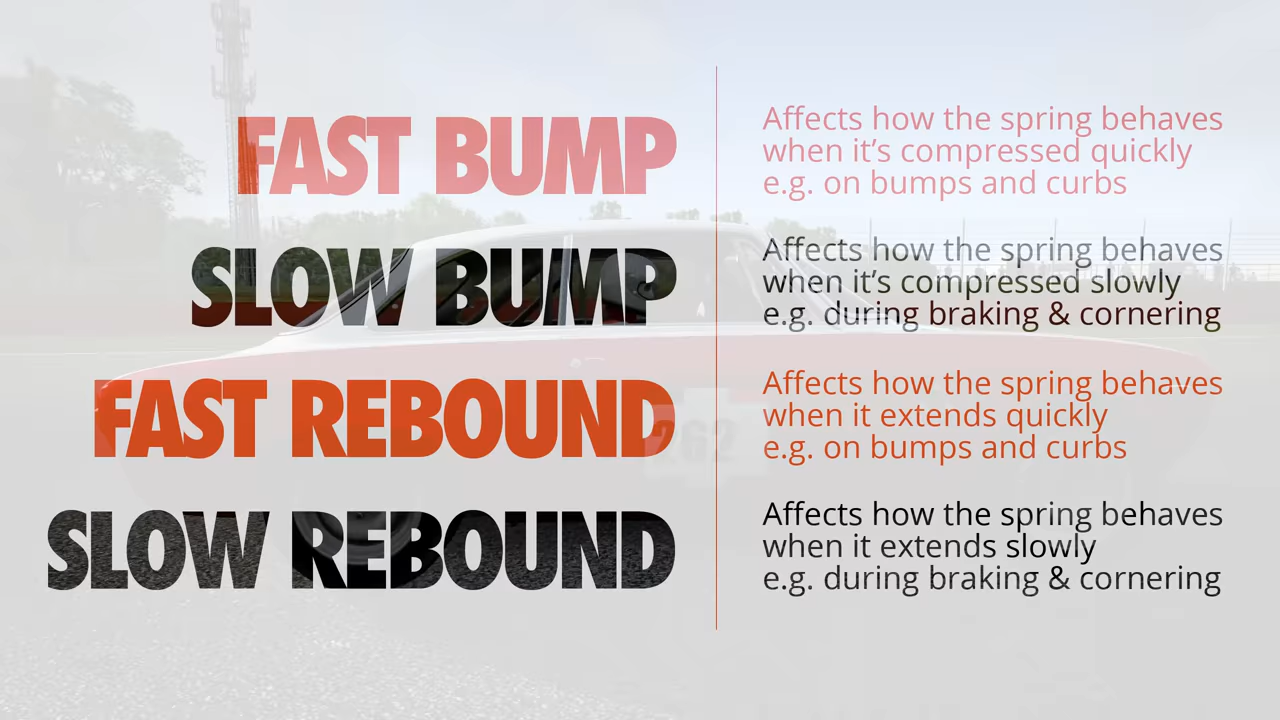 FAST BUMP
Affects how the spring behaves
when it’s compressed quickly
e.g. on bumps and curbs
SLOW BUMP
Affects how the spring behaves
when it’s compressed slowly
e.g. during braking & cornering
FAST REBOUND
Affects how the spring behaves
when it extends quickly
e.g. on bumps and curbs
262
SLOW REBOUND
Affects how the spring behaves
when it extends slowly
e.g. during braking & cornering